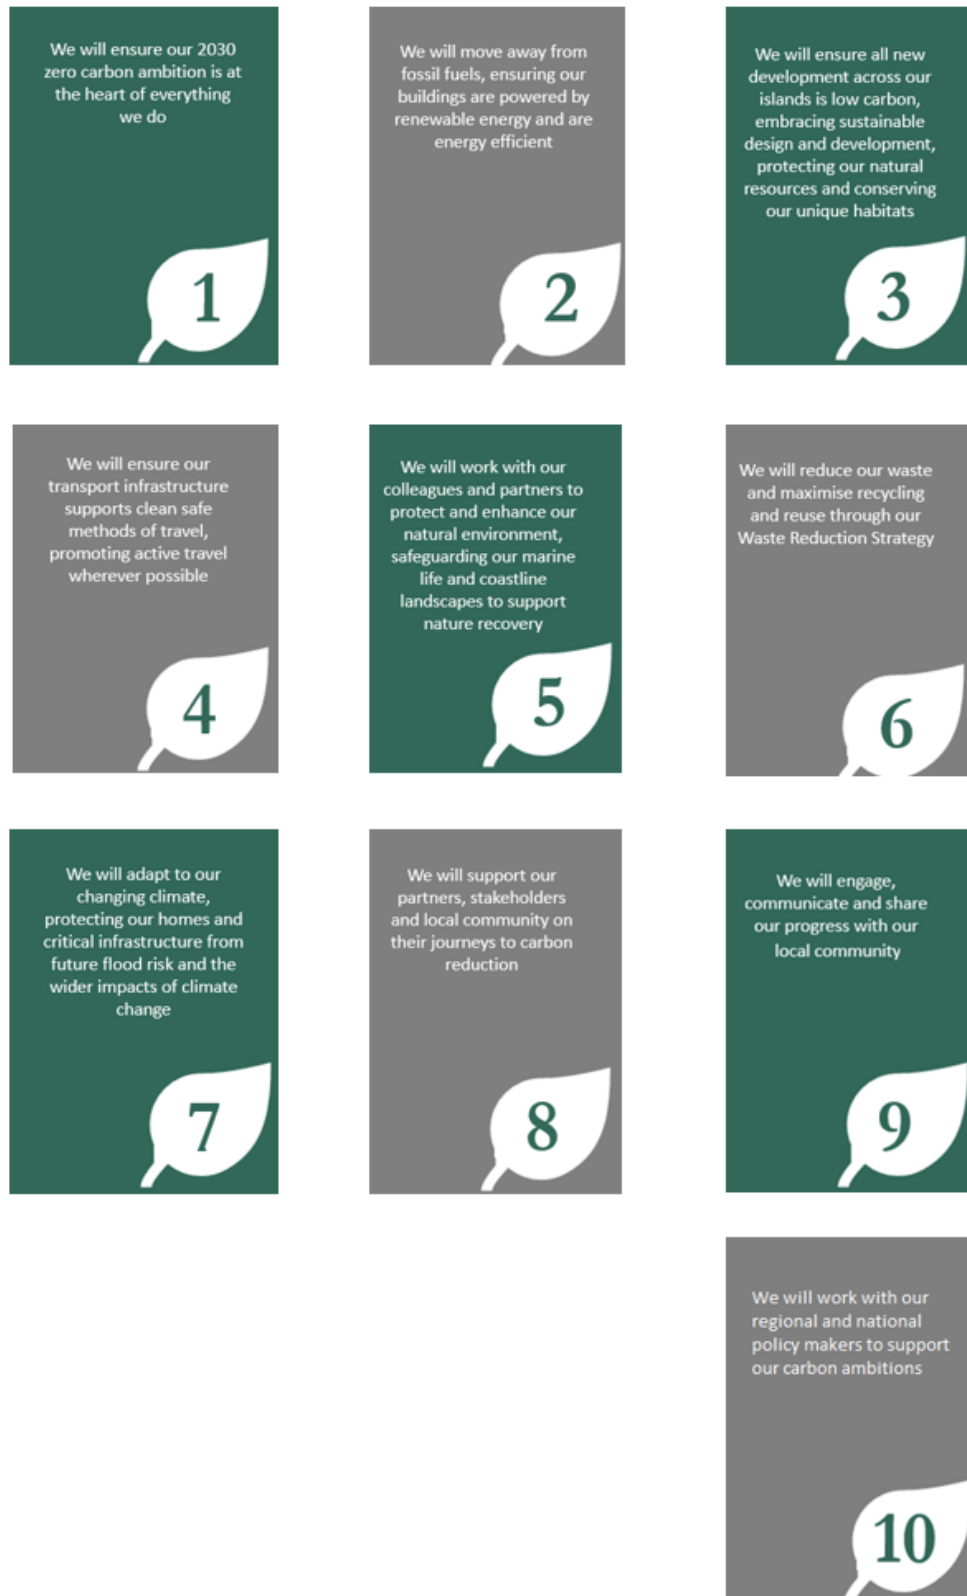 We will ensure our 2030
zero carbon ambition is at
the heart of everything
we do
1
We will move away from
fossil fuels, ensuring our
buildings are powered by
renewable energy and are
energy efficient
2
We will ensure all new
development across our
islands is low carbon,
embracing sustainable
design and development,
protecting our natural
resources and conserving
our unique habitats
3
We will ensure our
transport infrastructure
supports clean safe
methods of travel,
promoting active travel
wherever possible
4
We will work with our
colleagues and partners to
protect and enhance our
natural environment,
safeguarding our marine
life and coastline
landscapes to support
nature recovery
5
We will reduce our waste
and maximise recycling
and reuse through our
Waste Reduction Strategy
6
We will adapt to our
changing climate,
protecting our homes and
critical infrastructure from
future flood risk and the
wider impacts of climate
change
7
We will support our
partners, stakeholders
and local community on
their journeys to carbon
reduction
8
We will engage,
communicate and share
our progress with our
local community
9
We will work with our
regional and national
policy makers to support
our carbon ambitions
10